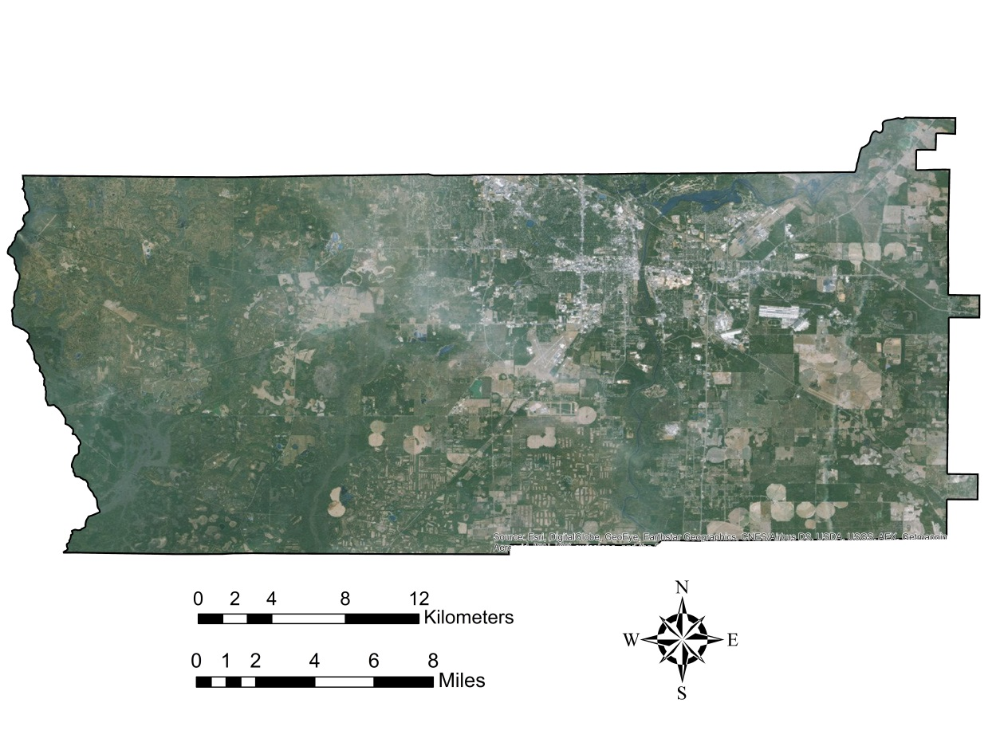 Source: Esri, DigitalGlobe, GeoEye, Earthstar Geographics, CNES/Airbus DS, USDA, USGS, AEX, Getmapping
0 2 4 8 12
Kilometers
0 1 2 4 6 8
Miles
N
W E
S